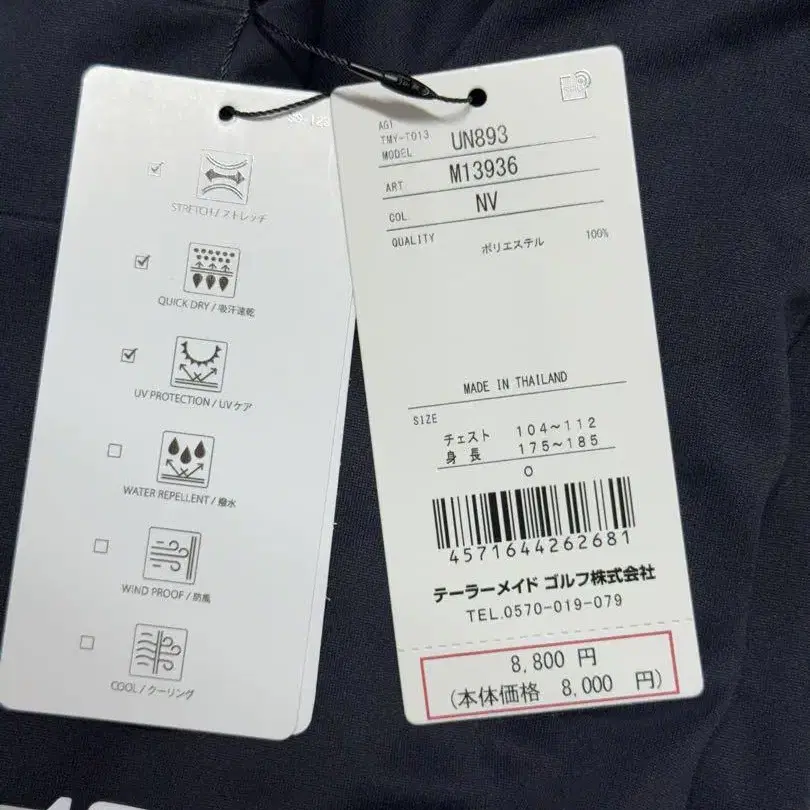 STRETCH / ストレッチ
QUICK DRY / 吸汗速乾
UV PROTECTION / UVケア
WATER REPELLENT / 撥水
WIND PROOF / 防風
COOL / クーリング
AGI
TMY-T013
MODEL UN893
ART M13936
COL. NV
QUALITY ポリエステル 100%
MADE IN THAILAND
SIZE
チェスト 104~112
身長 175~185
O
4571644262681
テーラーメイド ゴルフ株式会社
TEL.0570-019-079
8,800 円
(本体価格 8,000 円)